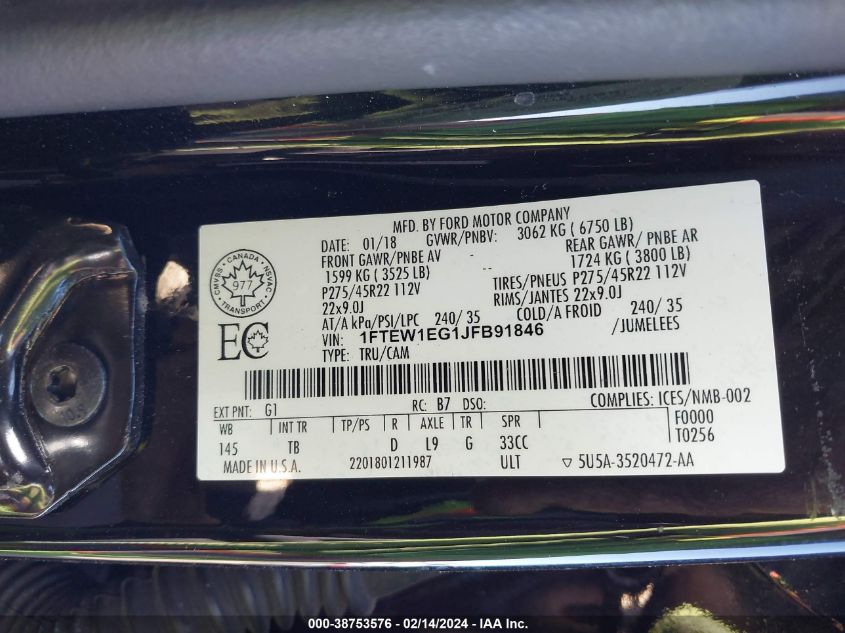 MFD. BY FORD MOTOR COMPANY
DATE: 01/18 GVWR/PNBV: 3062 KG ( 6750 LB)
FRONT GAWR/PNBE AV REAR GAWR/ PNBE AR
1599 KG ( 3525 LB) 1724 KG ( 3800 LB)
P275/45R22 112V TIRES/PNEUS P275/45R22 112V
22x9.0J RIMS/JANTES 22x9.0J
AT/A kPa/PSI/LPC 240/ 35 COLD/A FROID 240/ 35
VIN: 1FTEW1EG1JFB91846 /JUMELEES
TYPE: TRU/CAM
CANADA
CMVSS NSVAC
977
TRANSPORT
EC
EXT PNT: G1 RC: B7 DSO: COMPLIES: ICES/NMB-002
WB INT TR TP/PS R AXLE TR SPR F0000
145 TB D L9 G 33CC T0256
MADE IN U.S.A. 2201801211987 ULT ▽ 5U5A-3520472-AA
000-38753576 - 02/14/2024 - IAA Inc.